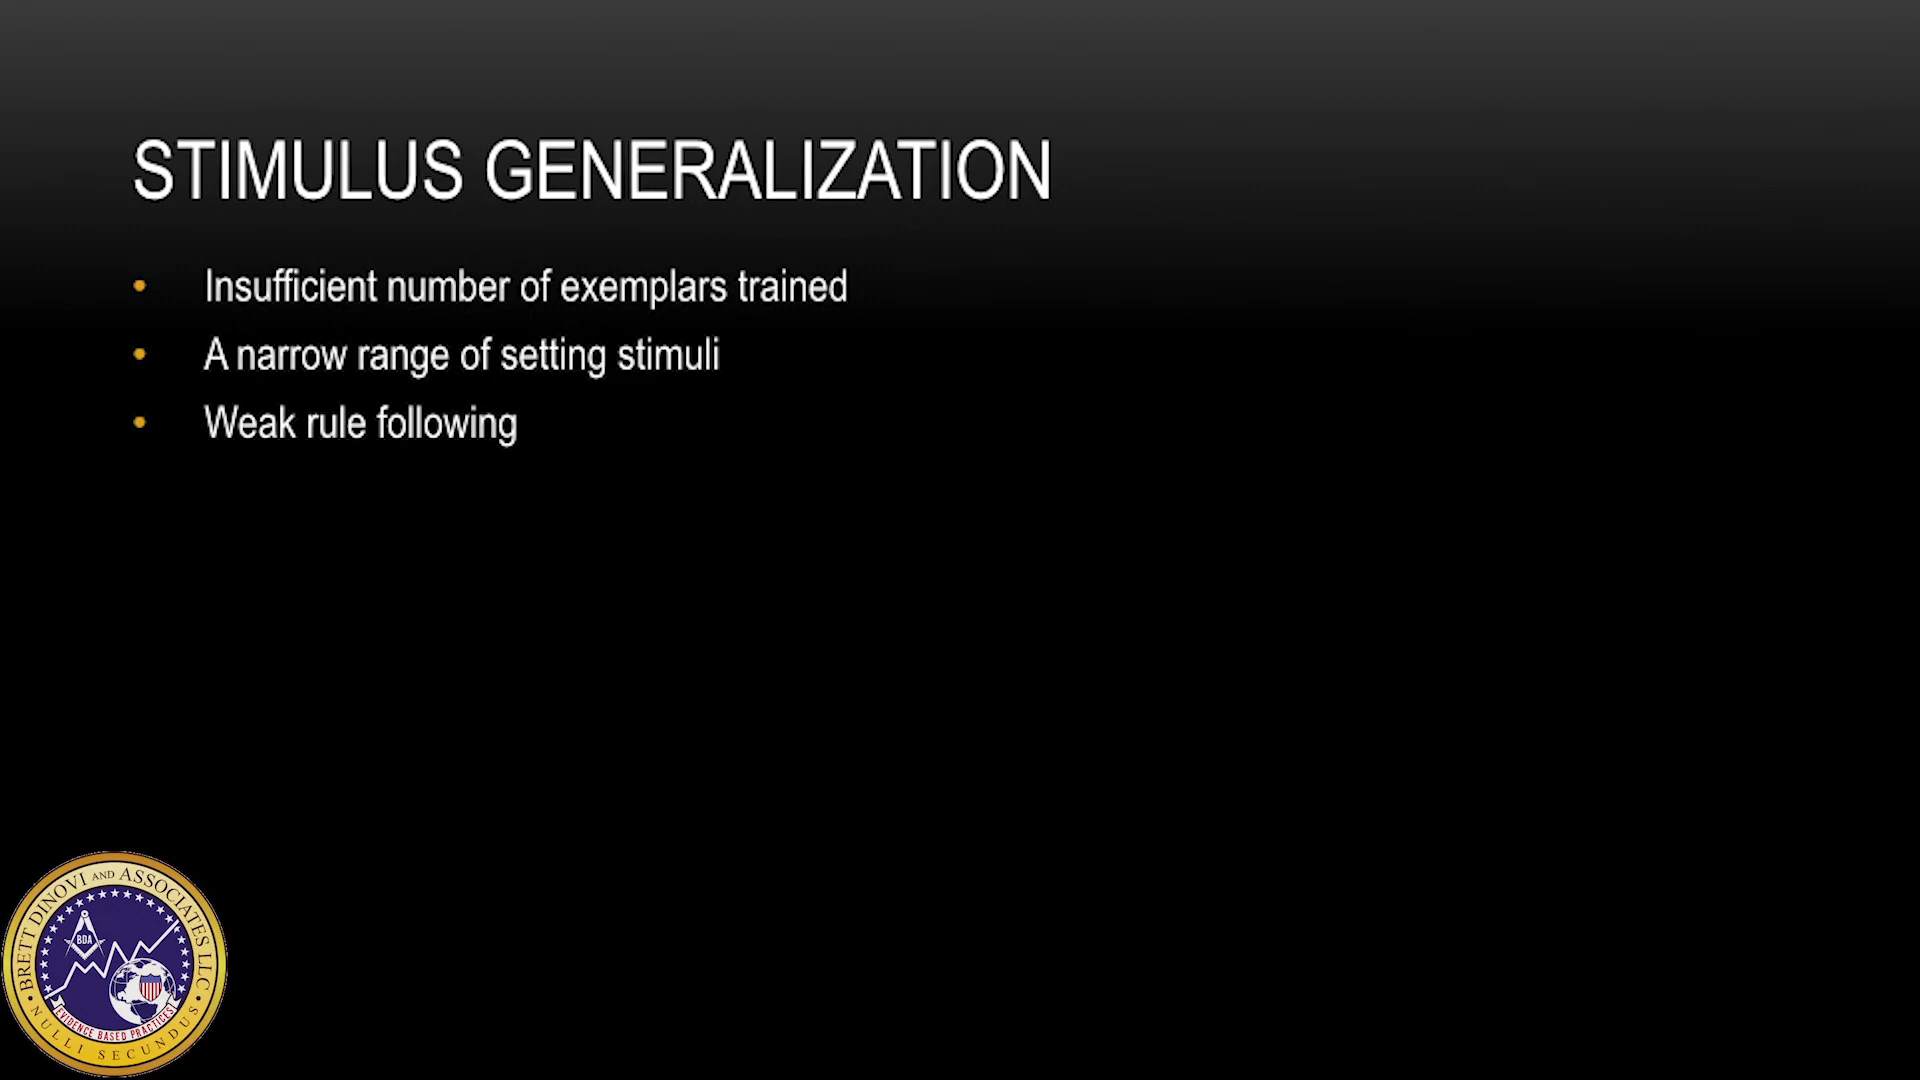 STIMULUS GENERALIZATION
• Insufficient number of exemplars trained
• A narrow range of setting stimuli
• Weak rule following
BRETT DINOVI AND ASSOCIATES LLC
BDA
EVIDENCE BASED PRACTICES
• NULLI SECUNDUS •